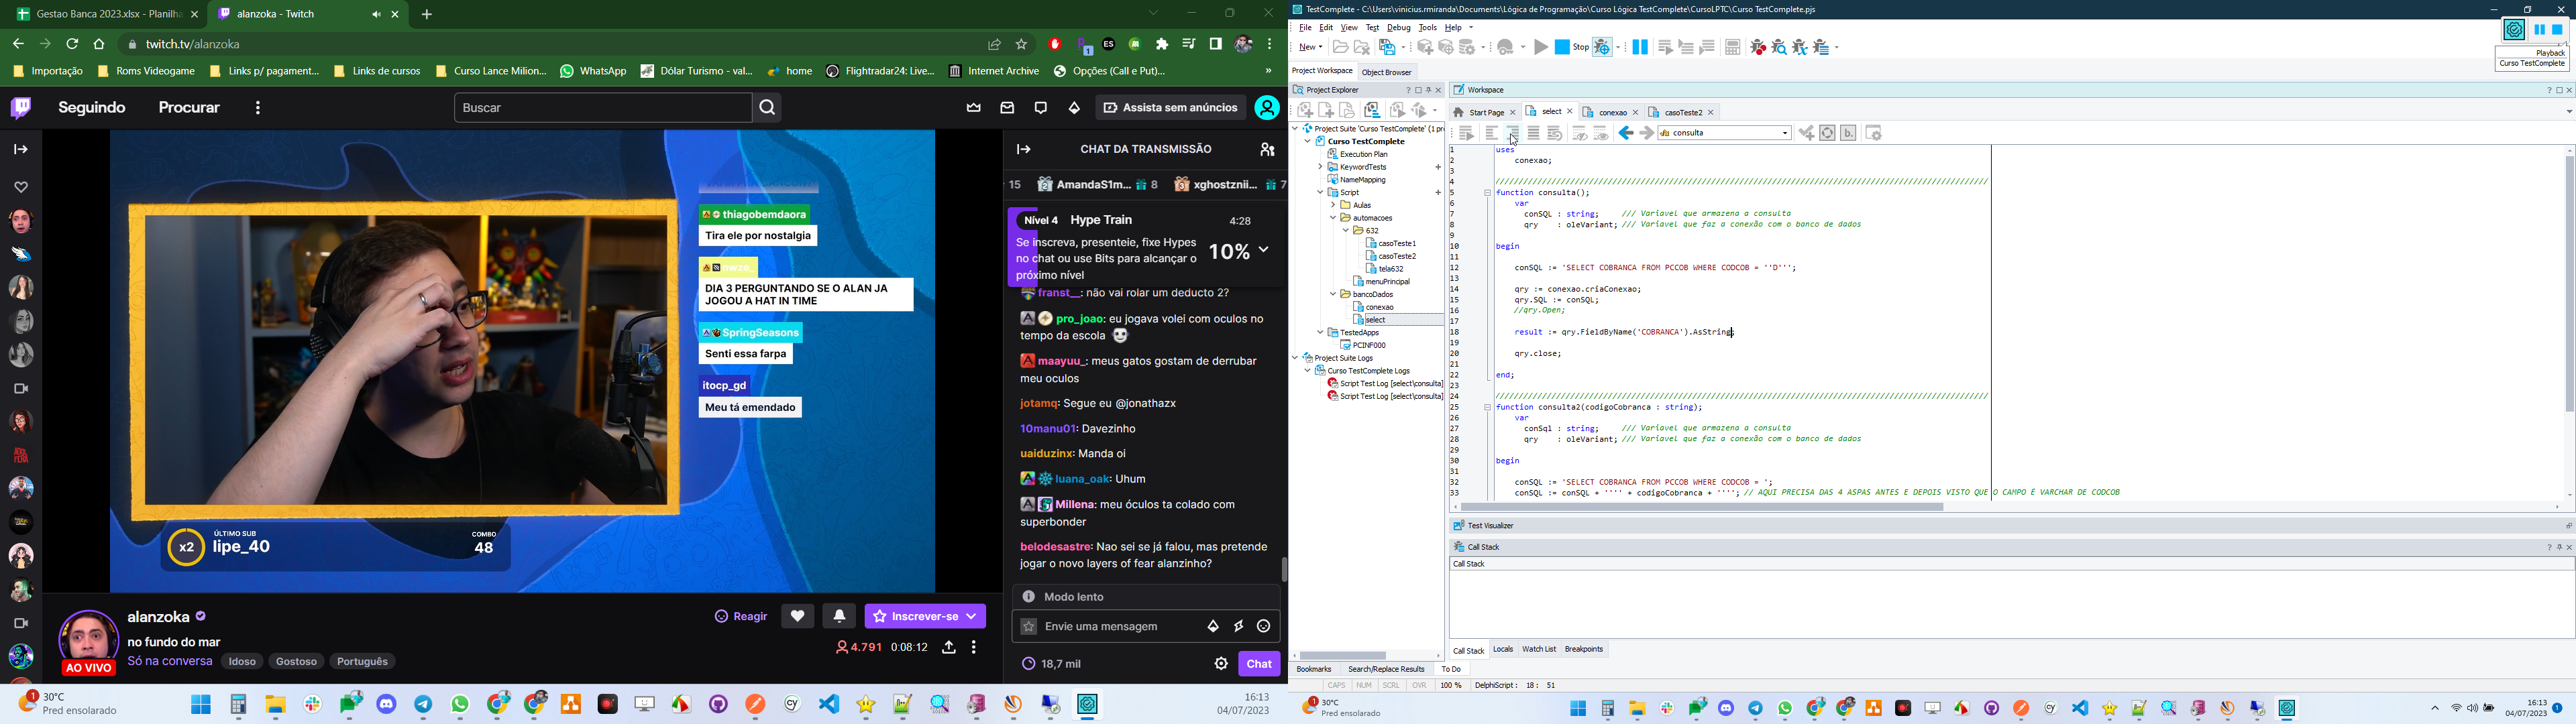 Gestao Banca 2023.xlsx - Planilha
alanzoka - Twitch
twitch.tv/alanzoka
Importação
Roms Videogame
Links p/ pagament...
Links de cursos
Curso Lance Milion...
WhatsApp
Dólar Turismo - val...
home
Flightradar24: Live...
Internet Archive
Opções (Call e Put)...
»
Seguindo
Procurar
Buscar
Assista sem anúncios
thiagobemdaora
Tira ele por nostalgia
DIA 3 PERGUNTANDO SE O ALAN JA
JOGOU A HAT IN TIME
SpringSeasons
Senti essa farpa
itocp_gd
Meu tá emendado
x2
ÚLTIMO SUB
lipe_40
COMBO
48
alanzoka
no fundo do mar
Só na conversa
Idoso
Gostoso
Português
AO VIVO
Reagir
Inscrever-se
4.791
0:08:12
CHAT DA TRANSMISSÃO
15
AmandaS1m... 8
xghostznii... 7
Nível 4 Hype Train
4:28
Se inscreva, presenteie, fixe Hypes
no chat ou use Bits para alcançar o
próximo nível
10%
franst__: não vai rolar um deducto 2?
pro_joao: eu jogava volei com oculos no
tempo da escola
maayuu_: meus gatos gostam de derrubar
meu oculos
jotamq: Segue eu @jonathazx
10manu01: Davezinho
uaiduzinx: Manda oi
luana_oak: Uhum
Millena: meu óculos ta colado com
superbonder
belodesastre: Nao sei se já falou, mas pretende
jogar o novo layers of fear alanzinho?
Modo lento
Envie uma mensagem
18,7 mil
Chat
30°C
Pred ensolarado
16:13
04/07/2023
TestComplete - C:\Users\vinicius.rmiranda\Documents\Lógica de Programação\Curso Lógica TestComplete\CursoLPTC\Curso TestComplete.pjs
File Edit View Test Debug Tools Help
New
Stop
Playback
Curso TestComplete
Project Workspace
Object Browser
Project Explorer
Project Suite 'Curso TestComplete' (1 pr
Curso TestComplete
Execution Plan
KeywordTests
NameMapping
Script
Aulas
automacoes
632
casoTeste1
casoTeste2
tela632
menuPrincipal
bancoDados
conexao
select
TestedApps
PCINF000
Project Suite Logs
Curso TestComplete Logs
Script Test Log [select\consulta]
Script Test Log [select\consulta]
Workspace
Start Page
select
conexao
casoTeste2
consulta
1 uses
2 conexao;
3
4 ////////////////////////////////////////////////////////////////////////////////////////////////////
5 function consulta();
6 var
7 conSQL : string; /// Variavel que armazena a consulta
8 qry : oleVariant; /// Variavel que faz a conexão com o banco de dados
9
10 begin
11
12 conSQL := 'SELECT COBRANCA FROM PCCOB WHERE CODCOB = ''D''';
13
14 qry := conexao.criaConexao;
15 qry.SQL := conSQL;
16 //qry.Open;
17
18 result := qry.FieldByName('COBRANCA').AsString;
19
20 qry.close;
21
22 end;
23
24 ////////////////////////////////////////////////////////////////////////////////////////////////////
25 function consulta2(codigoCobranca : string);
26 var
27 conSql : string; /// Variavel que armazena a consulta
28 qry : oleVariant; /// Variavel que faz a conexão com o banco de dados
29
30 begin
31
32 conSQL := 'SELECT COBRANCA FROM PCCOB WHERE CODCOB = ';
33 conSQL := conSQL + '''' + codigoCobranca + ''''; // AQUI PRECISA DAS 4 ASPAS ANTES E DEPOIS VISTO QUE O CAMPO É VARCHAR DE CODCOB
Test Visualizer
Call Stack
Call Stack
Call Stack
Locals
Watch List
Breakpoints
Bookmarks
Search/Replace Results
To Do
CAPS
NUM
SCRL
OVR
100 %
DelphiScript : 18: 51
30°C
Pred ensolarado
16:13
04/07/2023